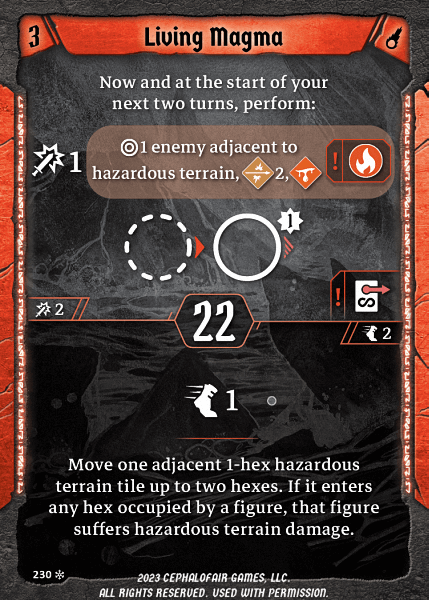 3
Living Magma
Now and at the start of your
next two turns, perform:
1
1 enemy adjacent to
hazardous terrain, 2,
!
1
!
2
22
2
1
Move one adjacent 1-hex hazardous
terrain tile up to two hexes. If it enters
any hex occupied by a figure, that figure
suffers hazardous terrain damage.
230
2023 CEPHALOFAIR GAMES, LLC.
ALL RIGHTS RESERVED. USED WITH PERMISSION.